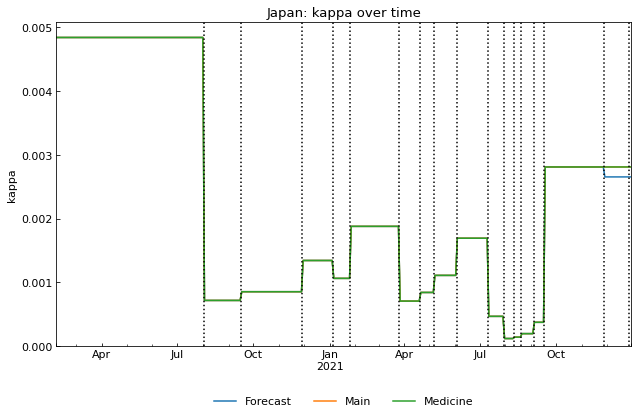 Japan: kappa over time
kappa
0.005
0.004
0.003
0.002
0.001
0.000
Apr Jul Oct Jan Apr Jul Oct
2021
Forecast Main Medicine